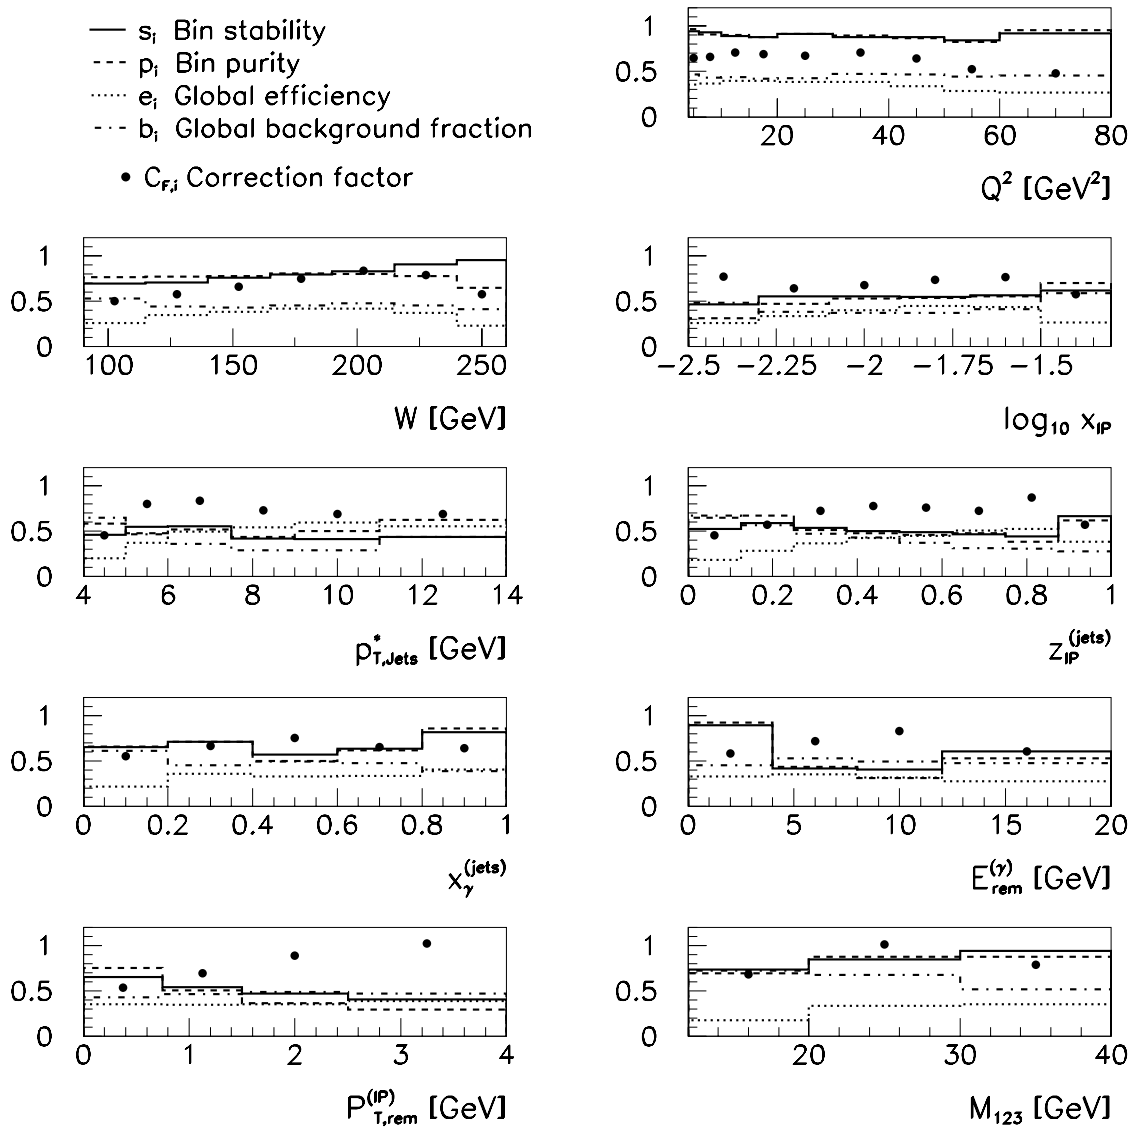 s_i Bin stability
p_i Bin purity
e_i Global efficiency
b_i Global background fraction
C_F,i Correction factor
1
0.5
0
20 40 60 80
Q² [GeV²]
1
0.5
0
100 150 200 250
W [GeV]
1
0.5
0
-2.5 -2.25 -2 -1.75 -1.5
log₁₀ x_IP
1
0.5
0
4 6 8 10 12 14
p*_T,Jets [GeV]
1
0.5
0
0 0.2 0.4 0.6 0.8 1
z_IP^(jets)
1
0.5
0
0 0.2 0.4 0.6 0.8 1
x_γ^(jets)
1
0.5
0
0 5 10 15 20
E_rem^(γ) [GeV]
1
0.5
0
0 1 2 3 4
P_T,rem^(IP) [GeV]
1
0.5
0
20 30 40
M₁₂₃ [GeV]